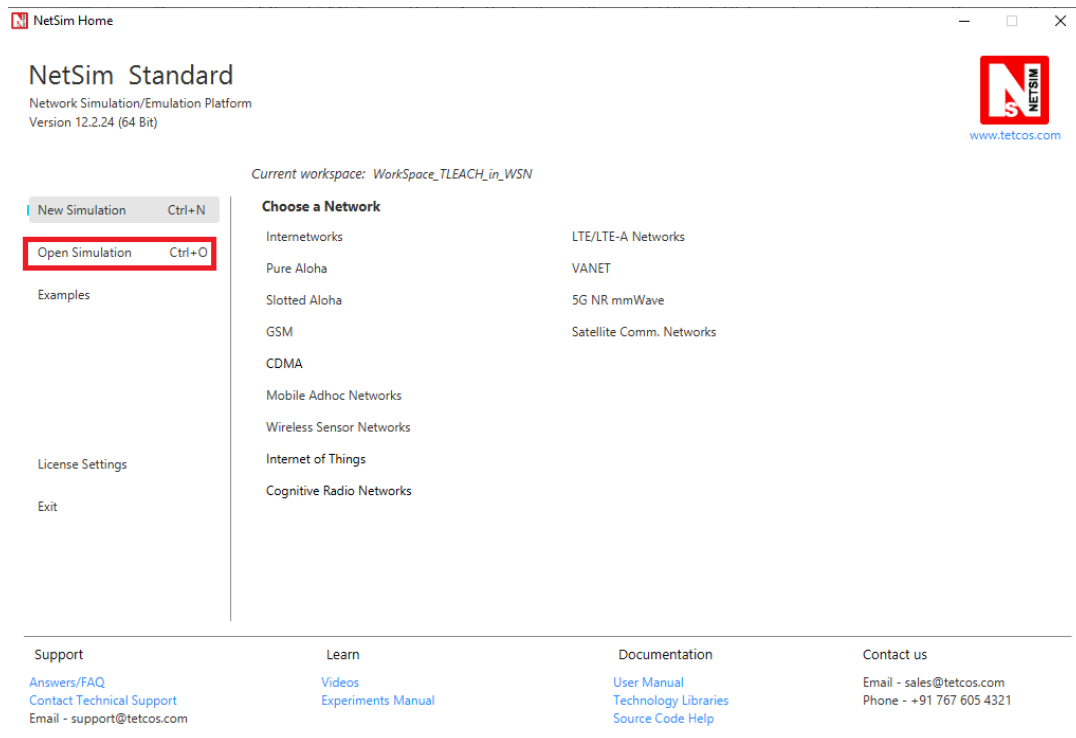 NetSim Home
NetSim Standard
Network Simulation/Emulation Platform
Version 12.2.24 (64 Bit)
NETSIM
NS
www.tetcos.com
Current workspace: WorkSpace_TLEACH_in_WSN
New Simulation Ctrl+N
Open Simulation Ctrl+O
Examples
License Settings
Exit
Choose a Network
Internetworks
Pure Aloha
Slotted Aloha
GSM
CDMA
Mobile Adhoc Networks
Wireless Sensor Networks
Internet of Things
Cognitive Radio Networks
LTE/LTE-A Networks
VANET
5G NR mmWave
Satellite Comm. Networks
Support
Answers/FAQ
Contact Technical Support
Email - support@tetcos.com
Learn
Videos
Experiments Manual
Documentation
User Manual
Technology Libraries
Source Code Help
Contact us
Email - sales@tetcos.com
Phone - +91 767 605 4321